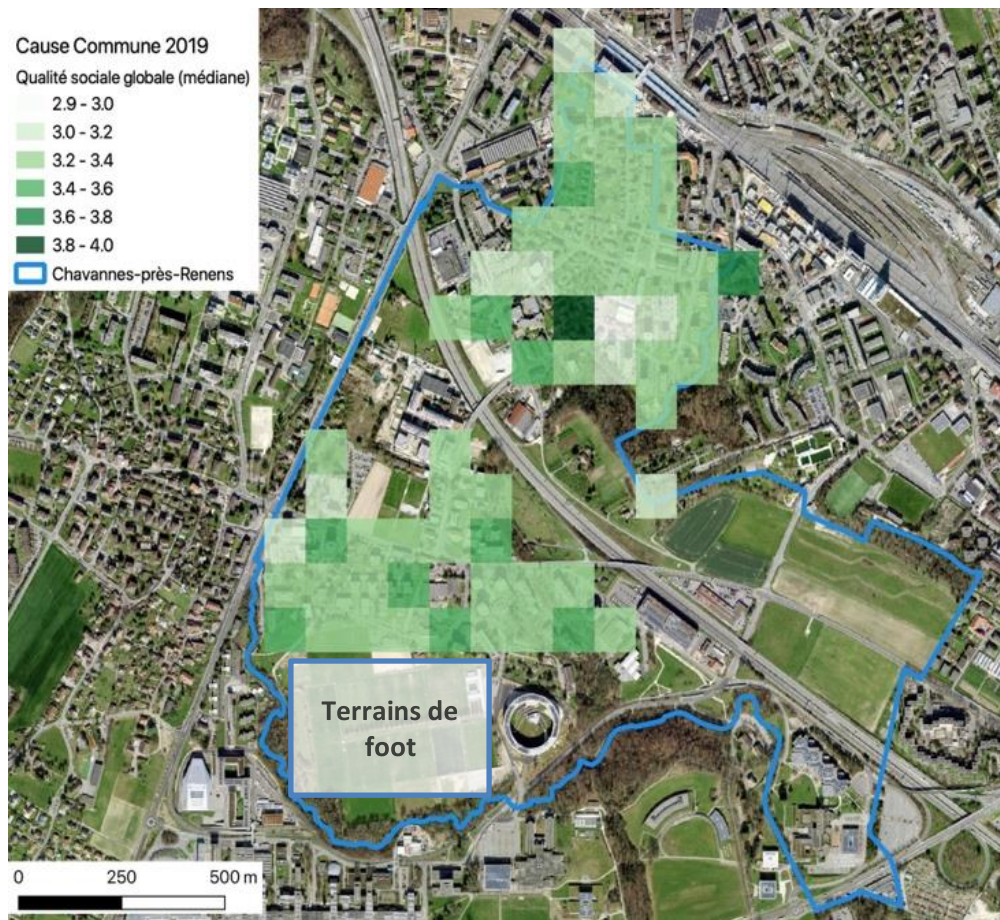 Cause Commune 2019
Qualité sociale globale (médiane)
2.9 - 3.0
3.0 - 3.2
3.2 - 3.4
3.4 - 3.6
3.6 - 3.8
3.8 - 4.0
Chavannes-près-Renens
Terrains de
foot
0 250 500 m